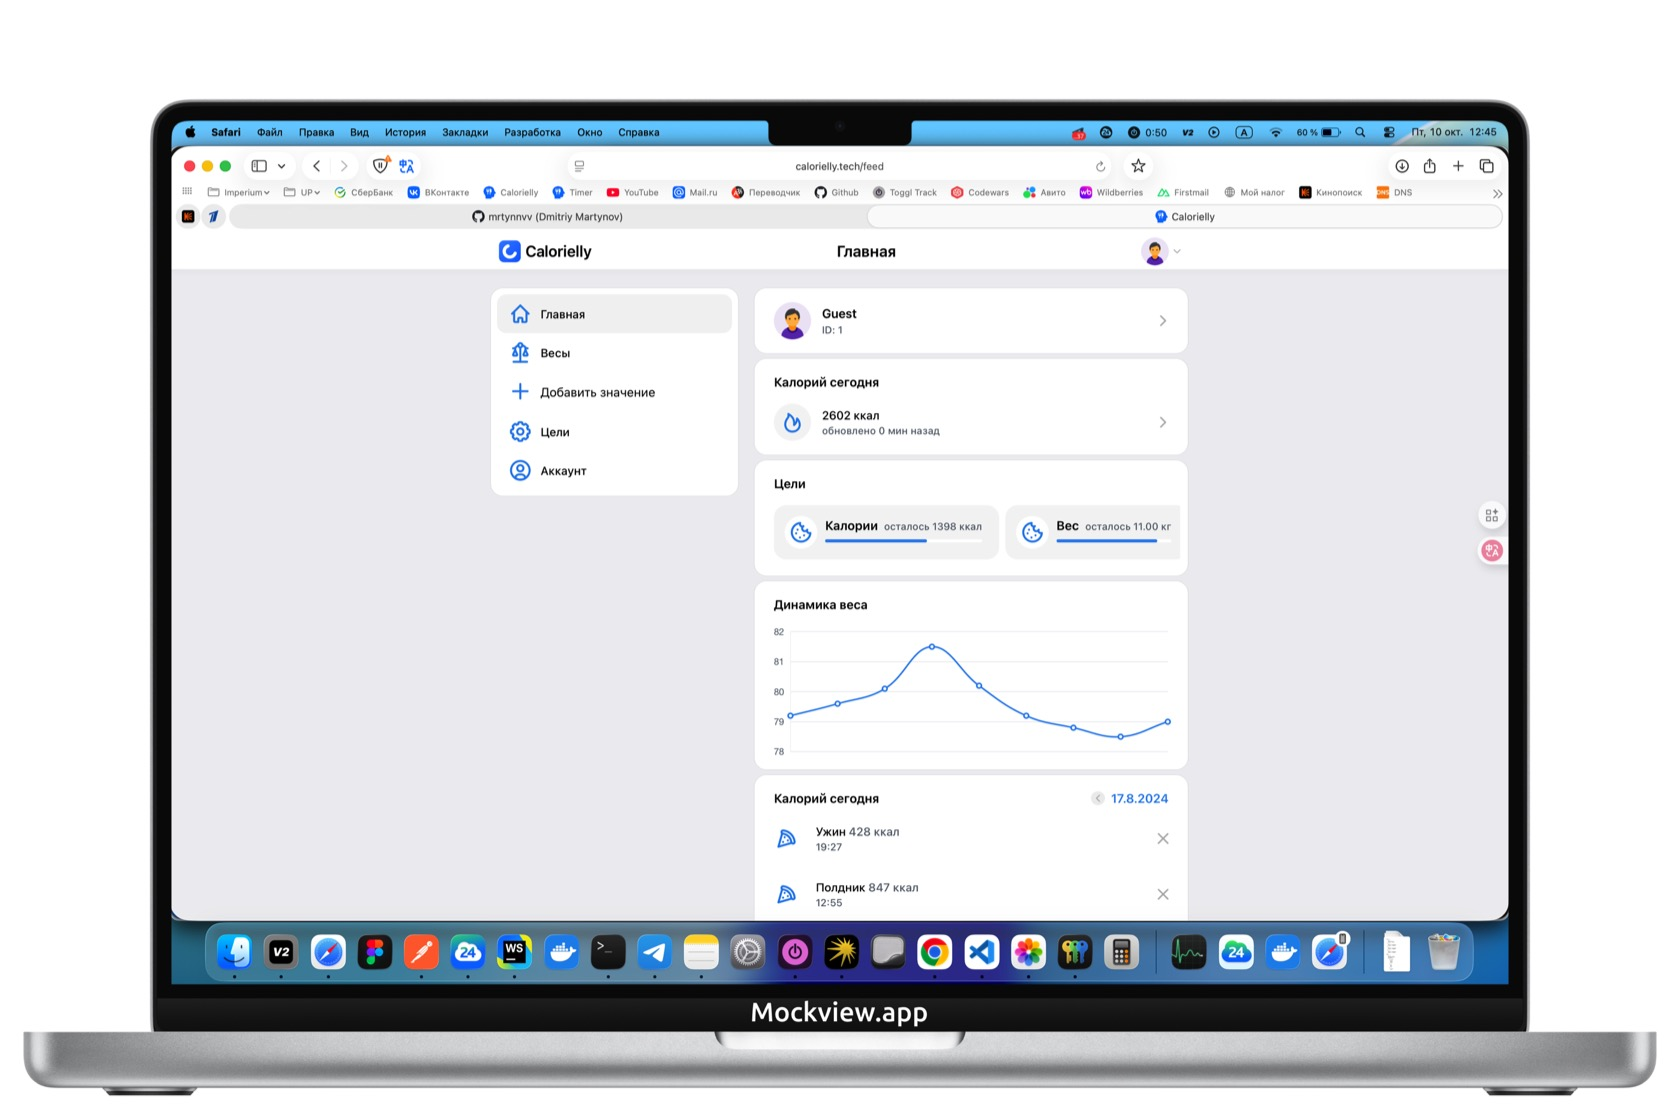 Safari Файл Правка Вид История Закладки Разработка Окно Справка
37 0:50 V2 A 60 % Пт, 10 окт. 12:45
calorielly.tech/feed
Imperium UP СберБанк ВКонтакте Calorielly Timer YouTube Mail.ru Переводчик Github Toggl Track Codewars Авито Wildberries Firstmail Мой налог Кинопоиск DNS
mrtynnvv (Dmitriy Martynov) Calorielly
Calorielly Главная
Главная
Весы
Добавить значение
Цели
Аккаунт
Guest
ID: 1
Калорий сегодня
2602 ккал
обновлено 0 мин назад
Цели
Калории осталось 1398 ккал
Вес осталось 11.00 кг
Динамика веса
82
81
80
79
78
Калорий сегодня 17.8.2024
Ужин 428 ккал
19:27
Полдник 847 ккал
12:55
V2 24 WS 24
Mockview.app